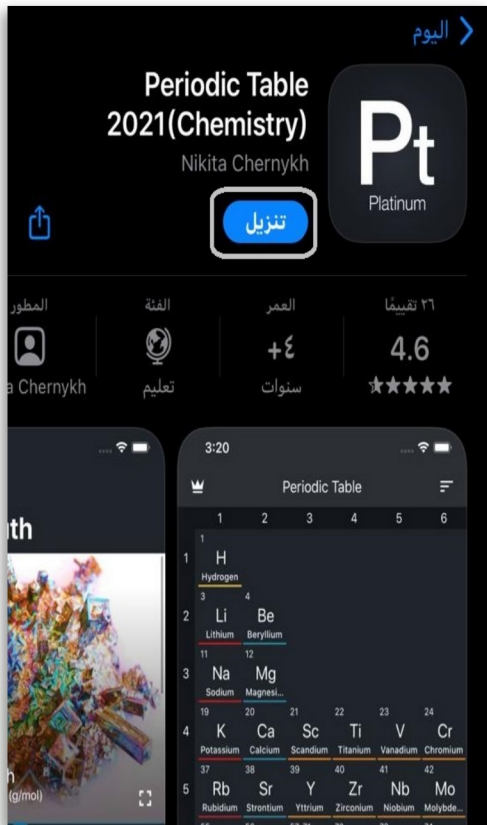 اليوم
Periodic Table
2021(Chemistry)
Nikita Chernykh
تنزيل
Pt
Platinum
٢٦ تقييمًا
4.6
العمر
+٤
سنوات
الفئة
تعليم
المطور
a Chernykh
3:20
Periodic Table
1 2 3 4 5 6
1
1 H
Hydrogen
3 4
2 Li Be
Lithium Beryllium
11 12
3 Na Mg
Sodium Magnesi...
19 20 21 22 23 24
4 K Ca Sc Ti V Cr
Potassium Calcium Scandium Titanium Vanadium Chromium
37 38 39 40 41 42
5 Rb Sr Y Zr Nb Mo
Rubidium Strontium Yttrium Zirconium Niobium Molybde...
th
h
(g/mol)